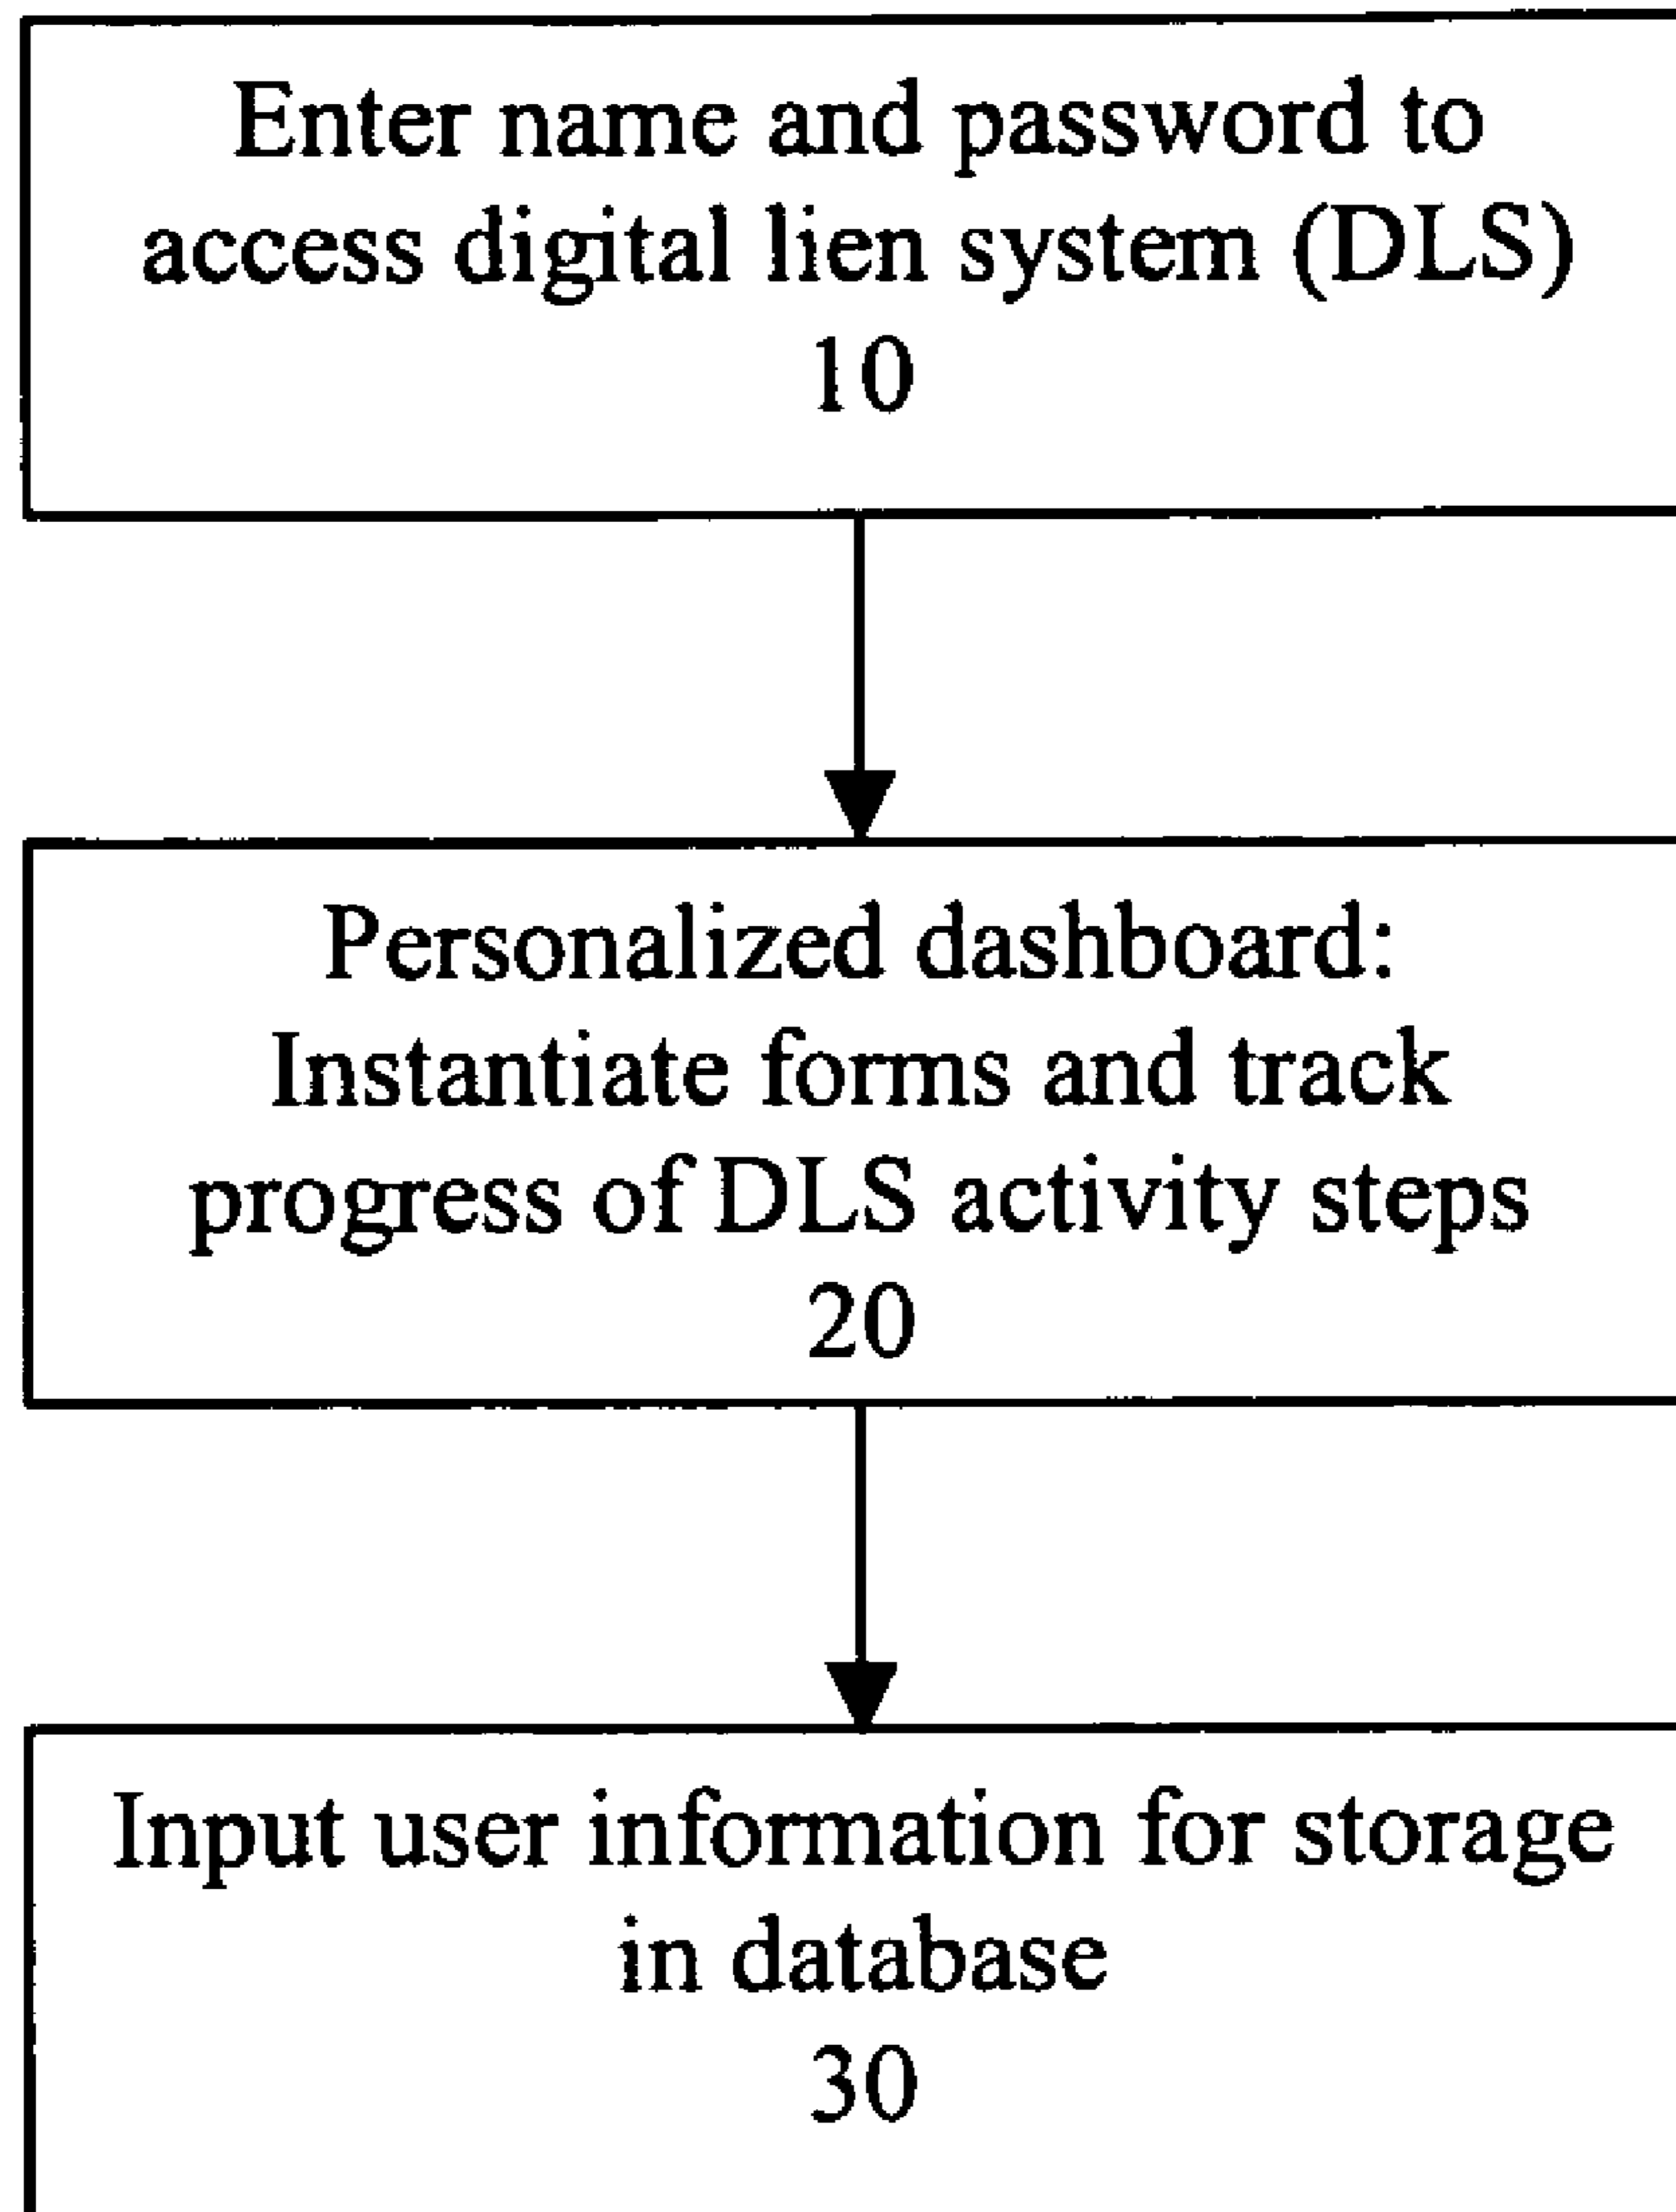 Enter name and password to
access digital lien system (DLS)
10
Personalized dashboard:
Instantiate forms and track
progress of DLS activity steps
20
Input user information for storage
in database
30